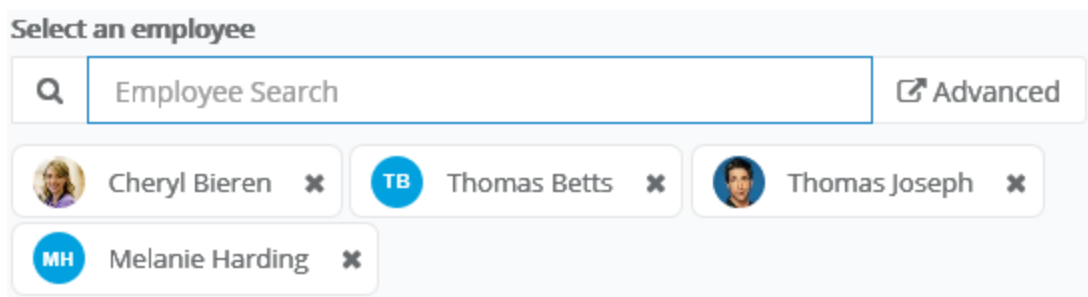 Select an employee
Employee Search Advanced
Cheryl Bieren TB Thomas Betts Thomas Joseph
MH Melanie Harding